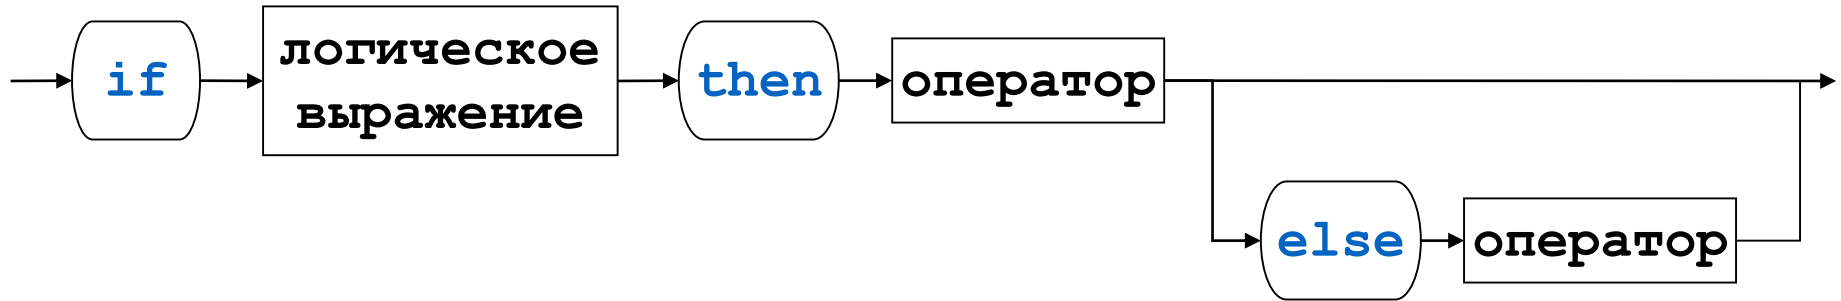 if
логическое
выражение
then
оператор
else
оператор